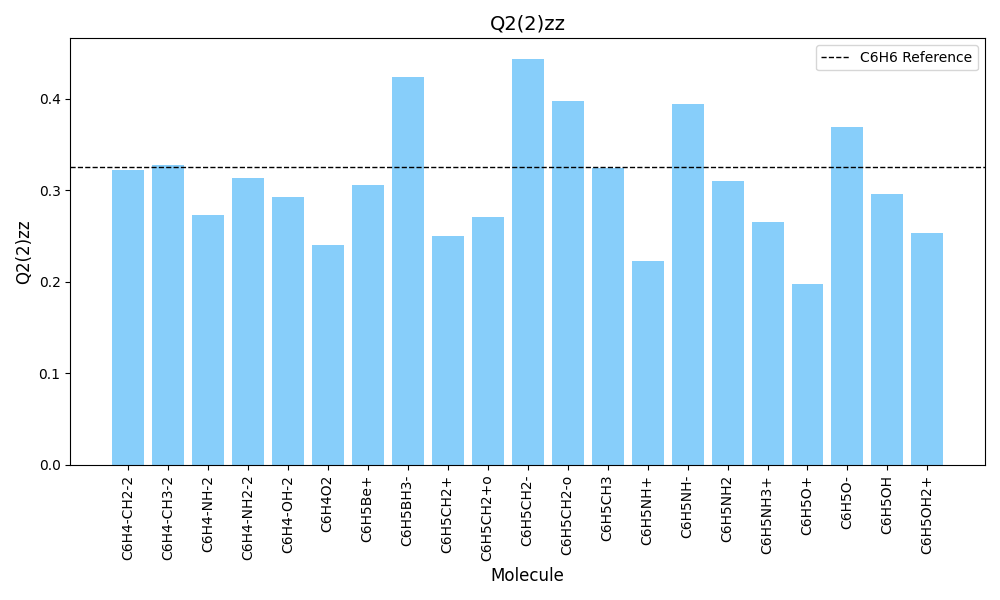 Q2(2)zz
C6H6 Reference
Q2(2)zz
0.4
0.3
0.2
0.1
0.0
C6H4-CH2-2
C6H4-CH3-2
C6H4-NH-2
C6H4-NH2-2
C6H4-OH-2
C6H4O2
C6H5Be+
C6H5BH3-
C6H5CH2+
C6H5CH2+o
C6H5CH2-
C6H5CH2-o
C6H5CH3
C6H5NH+
C6H5NH-
C6H5NH2
C6H5NH3+
C6H5O+
C6H5O-
C6H5OH
C6H5OH2+
Molecule